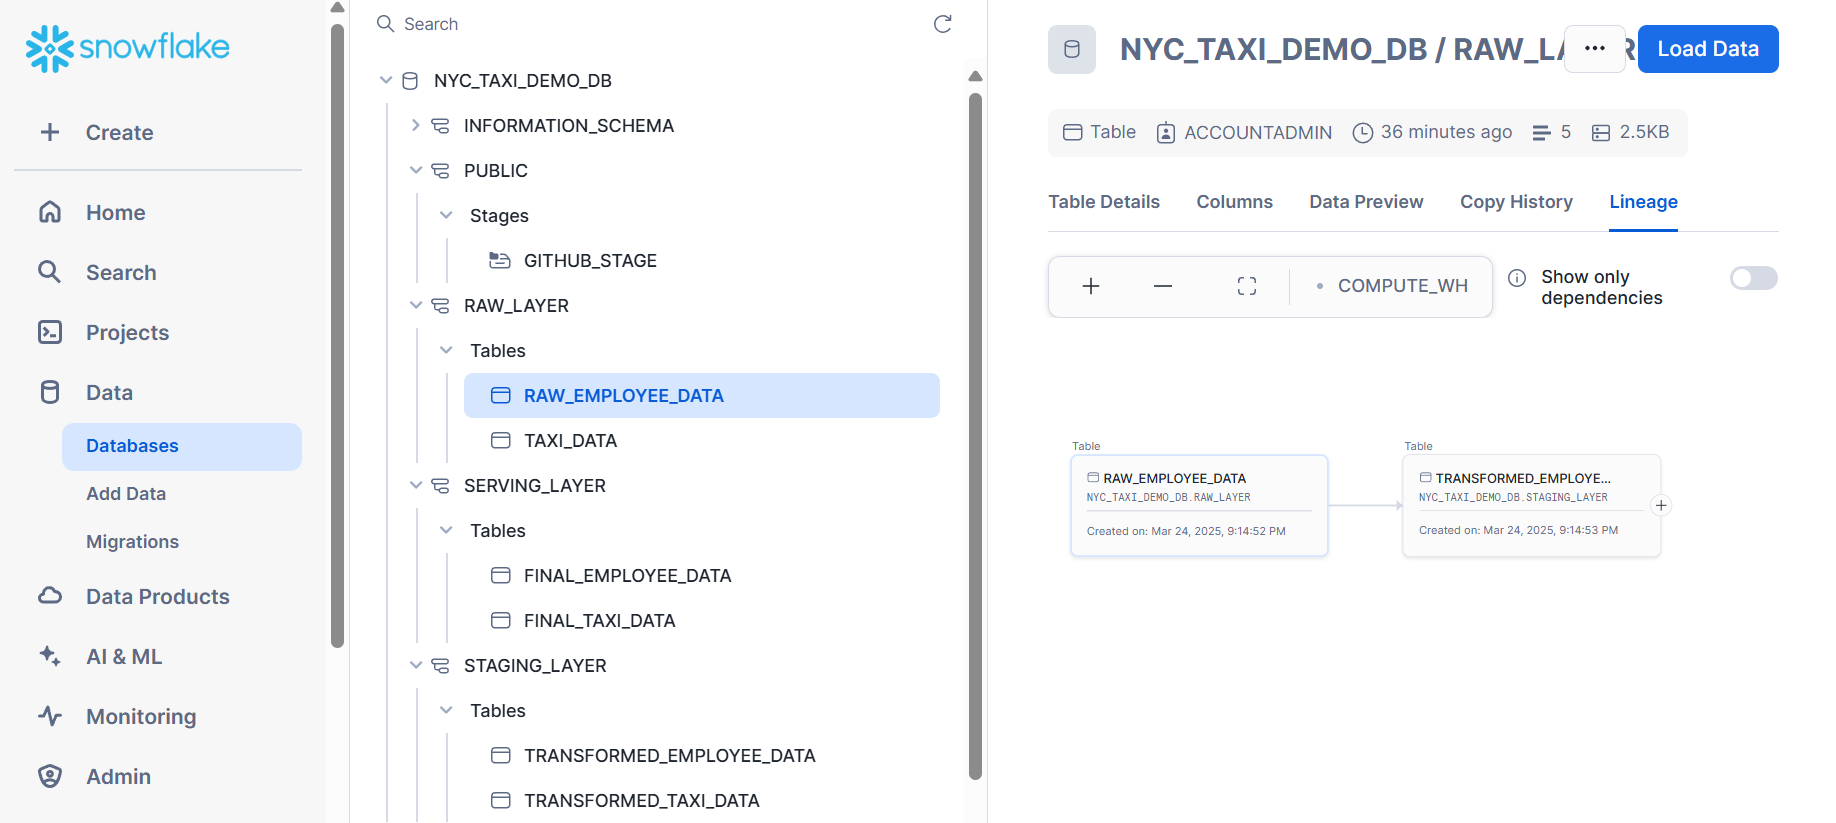 snowflake
Create
Home
Search
Projects
Data
Databases
Add Data
Migrations
Data Products
AI & ML
Monitoring
Admin
Search
NYC_TAXI_DEMO_DB
INFORMATION_SCHEMA
PUBLIC
Stages
GITHUB_STAGE
RAW_LAYER
Tables
RAW_EMPLOYEE_DATA
TAXI_DATA
SERVING_LAYER
Tables
FINAL_EMPLOYEE_DATA
FINAL_TAXI_DATA
STAGING_LAYER
Tables
TRANSFORMED_EMPLOYEE_DATA
TRANSFORMED_TAXI_DATA
NYC_TAXI_DEMO_DB / RAW_LAYER
Load Data
Table ACCOUNTADMIN 36 minutes ago 5 2.5KB
Table Details Columns Data Preview Copy History Lineage
COMPUTE_WH
Show only
dependencies
Table
RAW_EMPLOYEE_DATA
NYC_TAXI_DEMO_DB.RAW_LAYER
Created on: Mar 24, 2025, 9:14:52 PM
Table
TRANSFORMED_EMPLOYE...
NYC_TAXI_DEMO_DB.STAGING_LAYER
Created on: Mar 24, 2025, 9:14:53 PM